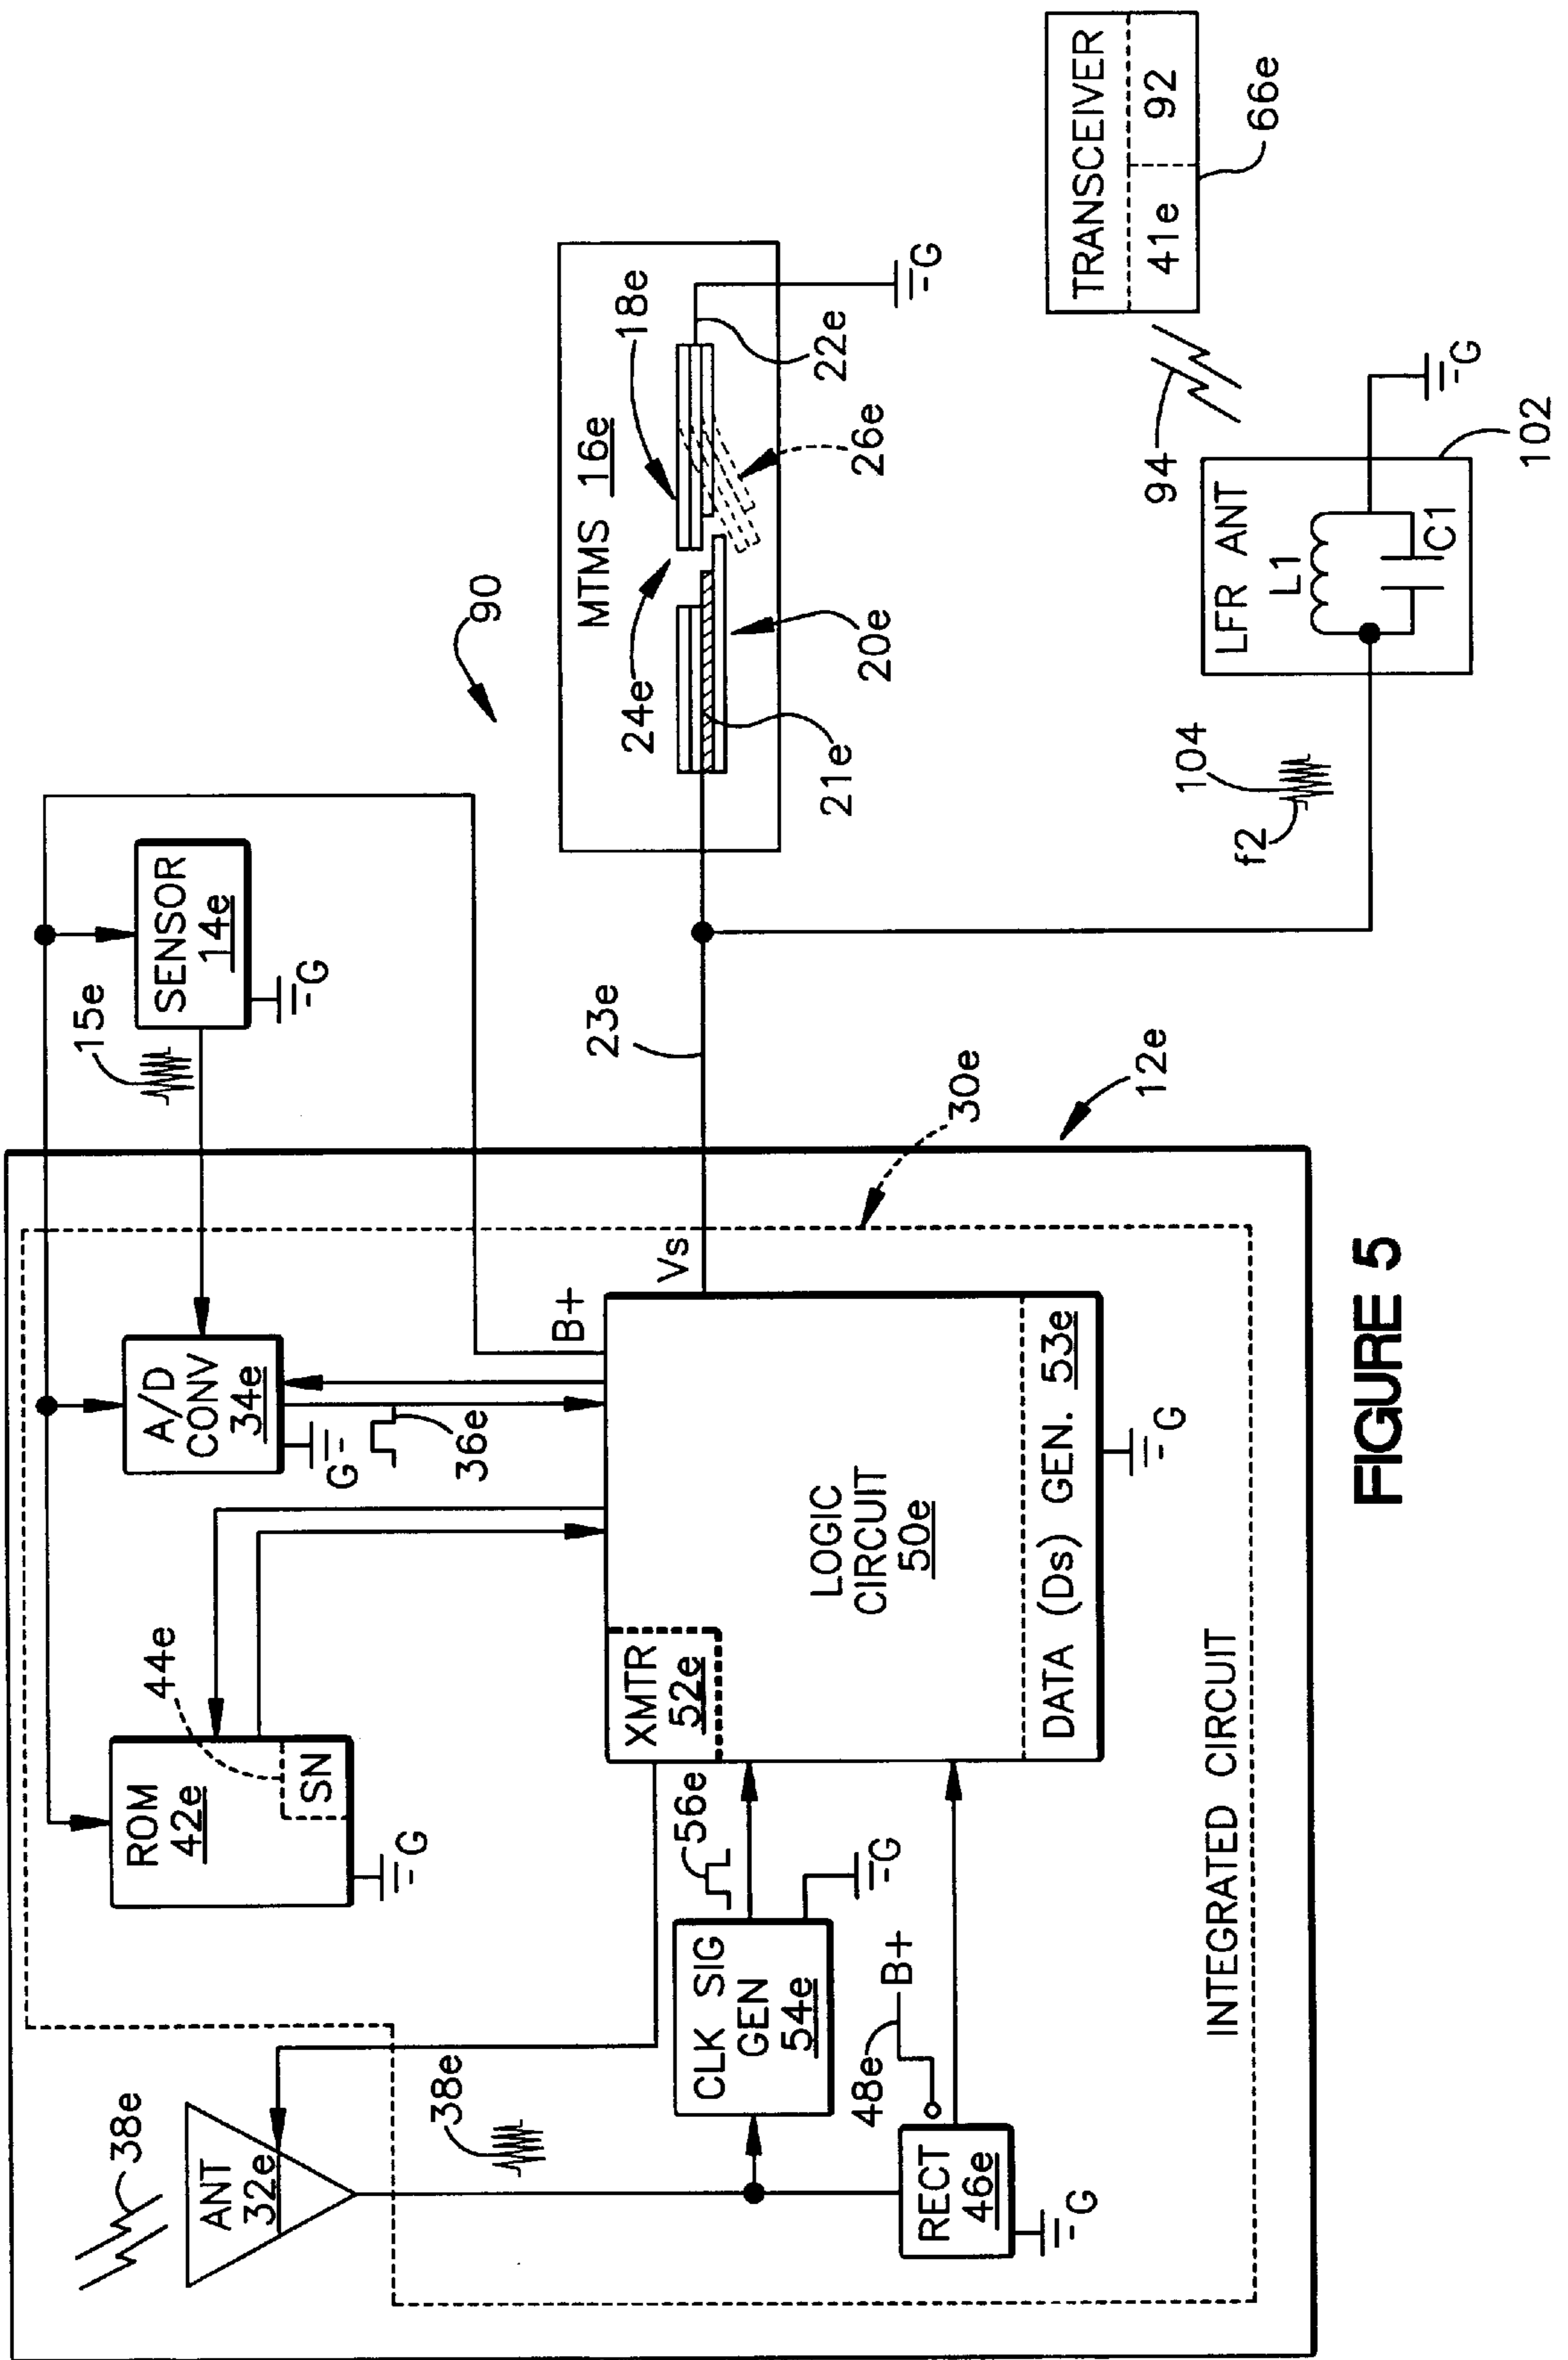 38e
ANT
32e
38e
ROM
42e
SN
44e
G
A/D
CONV
34e
G
36e
15e
SENSOR
14e
G
B+
CLK SIG
GEN
54e
56e
G
48e
B+
RECT
46e
G
XMTR
52e
LOGIC
CIRCUIT
50e
DATA (Ds) GEN. 53e
G
Vs
23e
INTEGRATED CIRCUIT
30e
12e
90
MTMS 16e
24e
18e
21e
20e
26e
22e
G
f2
104
LFR ANT
L1
C1
102
G
94
TRANSCEIVER
41e
92
66e
FIGURE 5